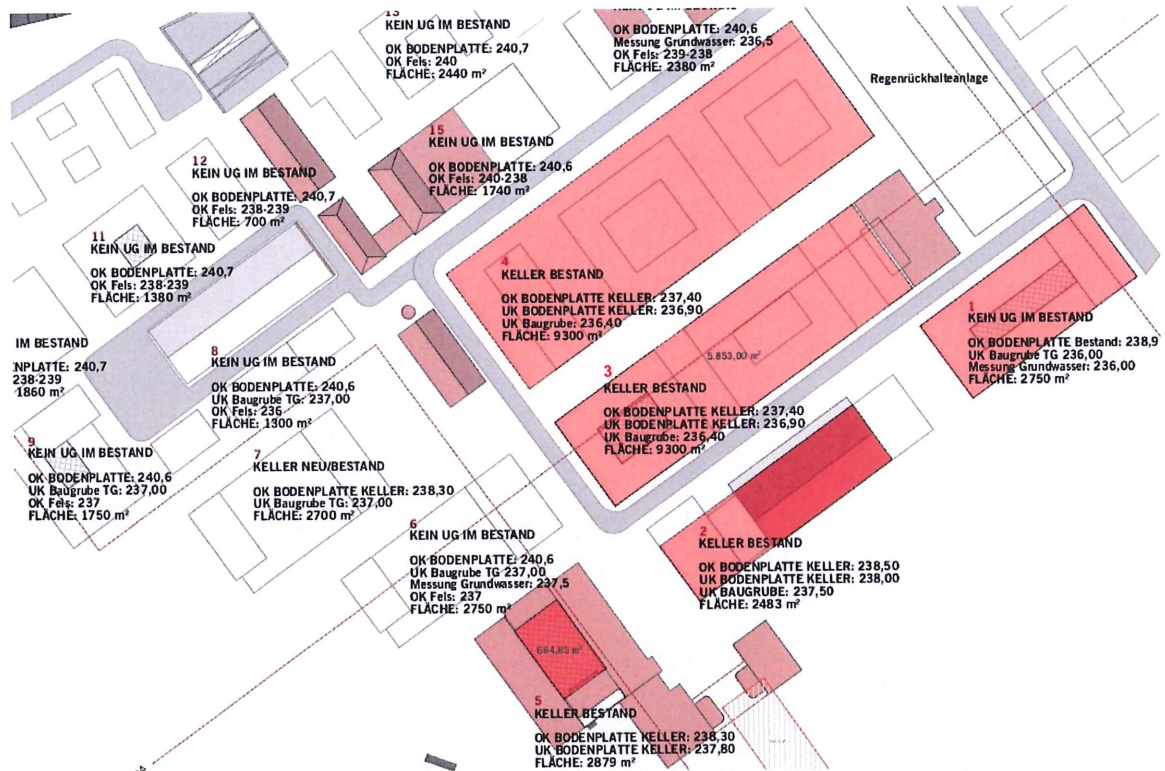 13
KEIN UG IM BESTAND
OK BODENPLATTE: 240,7
OK Fels: 240
FLÄCHE: 2440 m²
KEIN UG IM BESTAND
OK BODENPLATTE: 240,6
Messung Grundwasser: 236,5
OK Fels: 239-238
FLÄCHE: 2380 m²
Regenrückhalteanlage
15
KEIN UG IM BESTAND
OK BODENPLATTE: 240,6
OK Fels: 240-238
FLÄCHE: 1740 m²
12
KEIN UG IM BESTAND
OK BODENPLATTE: 240,7
OK Fels: 238-239
FLÄCHE: 700 m²
11
KEIN UG IM BESTAND
OK BODENPLATTE: 240,7
OK Fels: 238-239
FLÄCHE: 1380 m²
4
KELLER BESTAND
OK BODENPLATTE KELLER: 237,40
UK BODENPLATTE KELLER: 236,90
UK Baugrube: 236,40
FLÄCHE: 9300 m²
1
KEIN UG IM BESTAND
OK BODENPLATTE Bestand: 238,9
UK Baugrube TG 236,00
Messung Grundwasser: 236,00
FLÄCHE: 2750 m²
IM BESTAND
NPLATTE: 240,7
238-239
1860 m²
8
KEIN UG IM BESTAND
OK BODENPLATTE: 240,6
UK Baugrube TG: 237,00
OK Fels: 236
FLÄCHE: 1300 m²
5.853,00 m²
3
KELLER BESTAND
OK BODENPLATTE KELLER: 237,40
UK BODENPLATTE KELLER: 236,90
UK Baugrube: 236,40
FLÄCHE: 9300 m²
9
KEIN UG IM BESTAND
OK BODENPLATTE: 240,6
UK Baugrube TG: 237,00
OK Fels: 237
FLÄCHE: 1750 m²
7
KELLER NEU/BESTAND
OK BODENPLATTE KELLER: 238,30
UK Baugrube TG: 237,00
FLÄCHE: 2700 m²
6
KEIN UG IM BESTAND
OK BODENPLATTE: 240,6
UK Baugrube TG 237,00
Messung Grundwasser: 237,5
OK Fels: 237
FLÄCHE: 2750 m²
2
KELLER BESTAND
OK BODENPLATTE KELLER: 238,50
UK BODENPLATTE KELLER: 238,00
UK BAUGRUBE: 237,50
FLÄCHE: 2483 m²
684,85 m²
5
KELLER BESTAND
OK BODENPLATTE KELLER: 238,30
UK BODENPLATTE KELLER: 237,80
FLÄCHE: 2879 m²